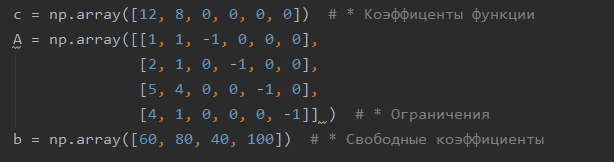 c = np.array([12, 8, 0, 0, 0, 0])  # * Коэффиценты функции
A = np.array([[1, 1, -1, 0, 0, 0],
              [2, 1, 0, -1, 0, 0],
              [5, 4, 0, 0, -1, 0],
              [4, 1, 0, 0, 0, -1]] )  # * Ограничения
b = np.array([60, 80, 40, 100])  # * Свободные коэффициенты